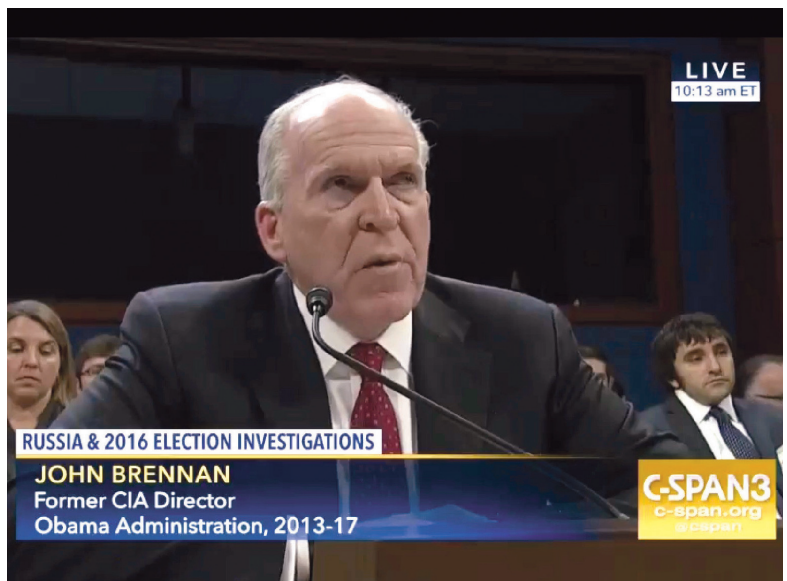 LIVE
10:13 am ET
RUSSIA & 2016 ELECTION INVESTIGATIONS
JOHN BRENNAN
Former CIA Director
Obama Administration, 2013-17
C-SPAN3
c-span.org
@cspan